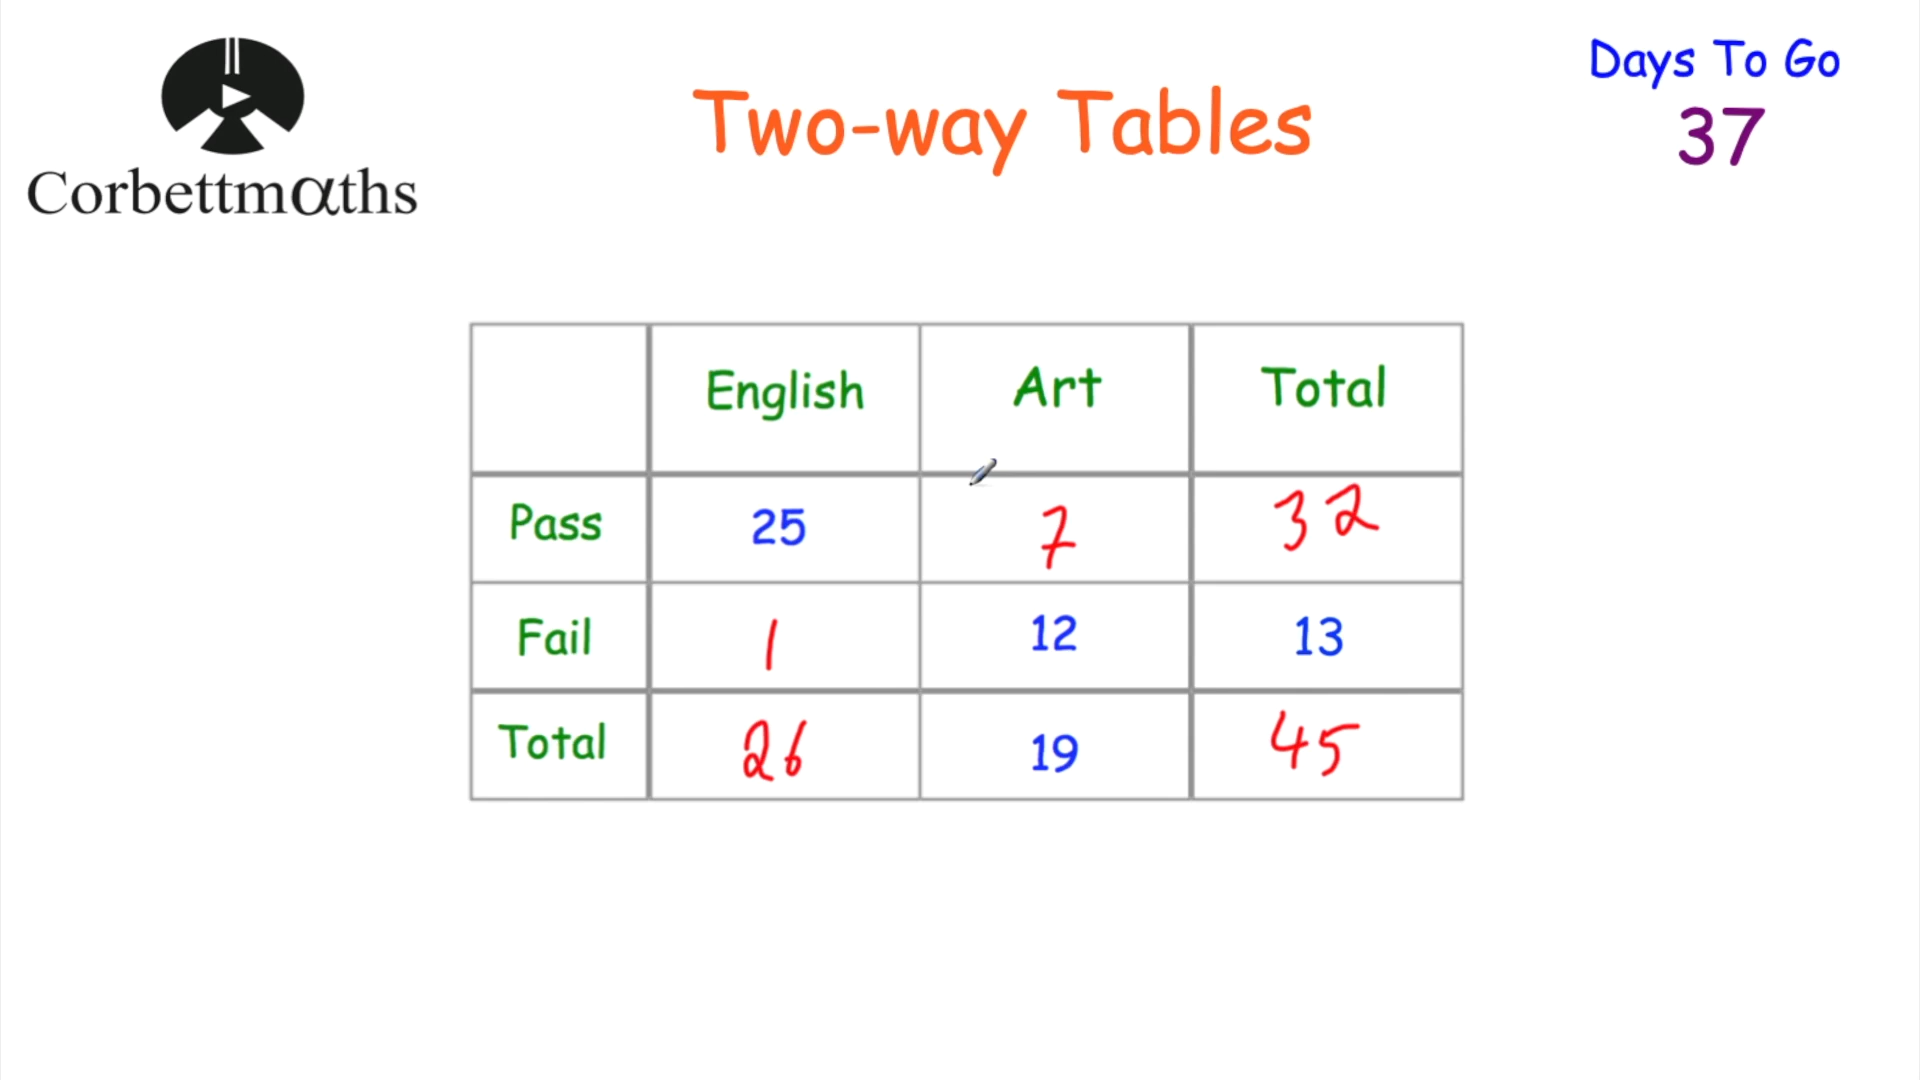 Corbettmαths
Two-way Tables
Days To Go
37
English Art Total
Pass 25 7 32
Fail 1 12 13
Total 26 19 45